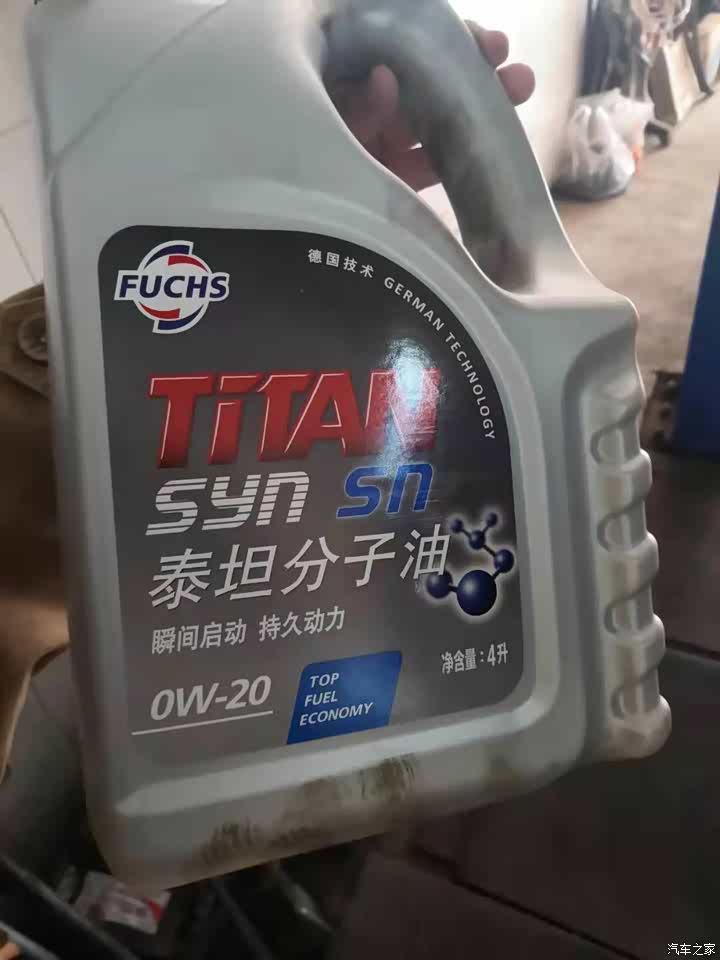 FUCHS
德国技术 GERMAN TECHNOLOGY
TiTAN
syn sn
泰坦分子油
瞬间启动 持久动力
净含量:4升
0W-20
TOP
FUEL
ECONOMY
汽车之家